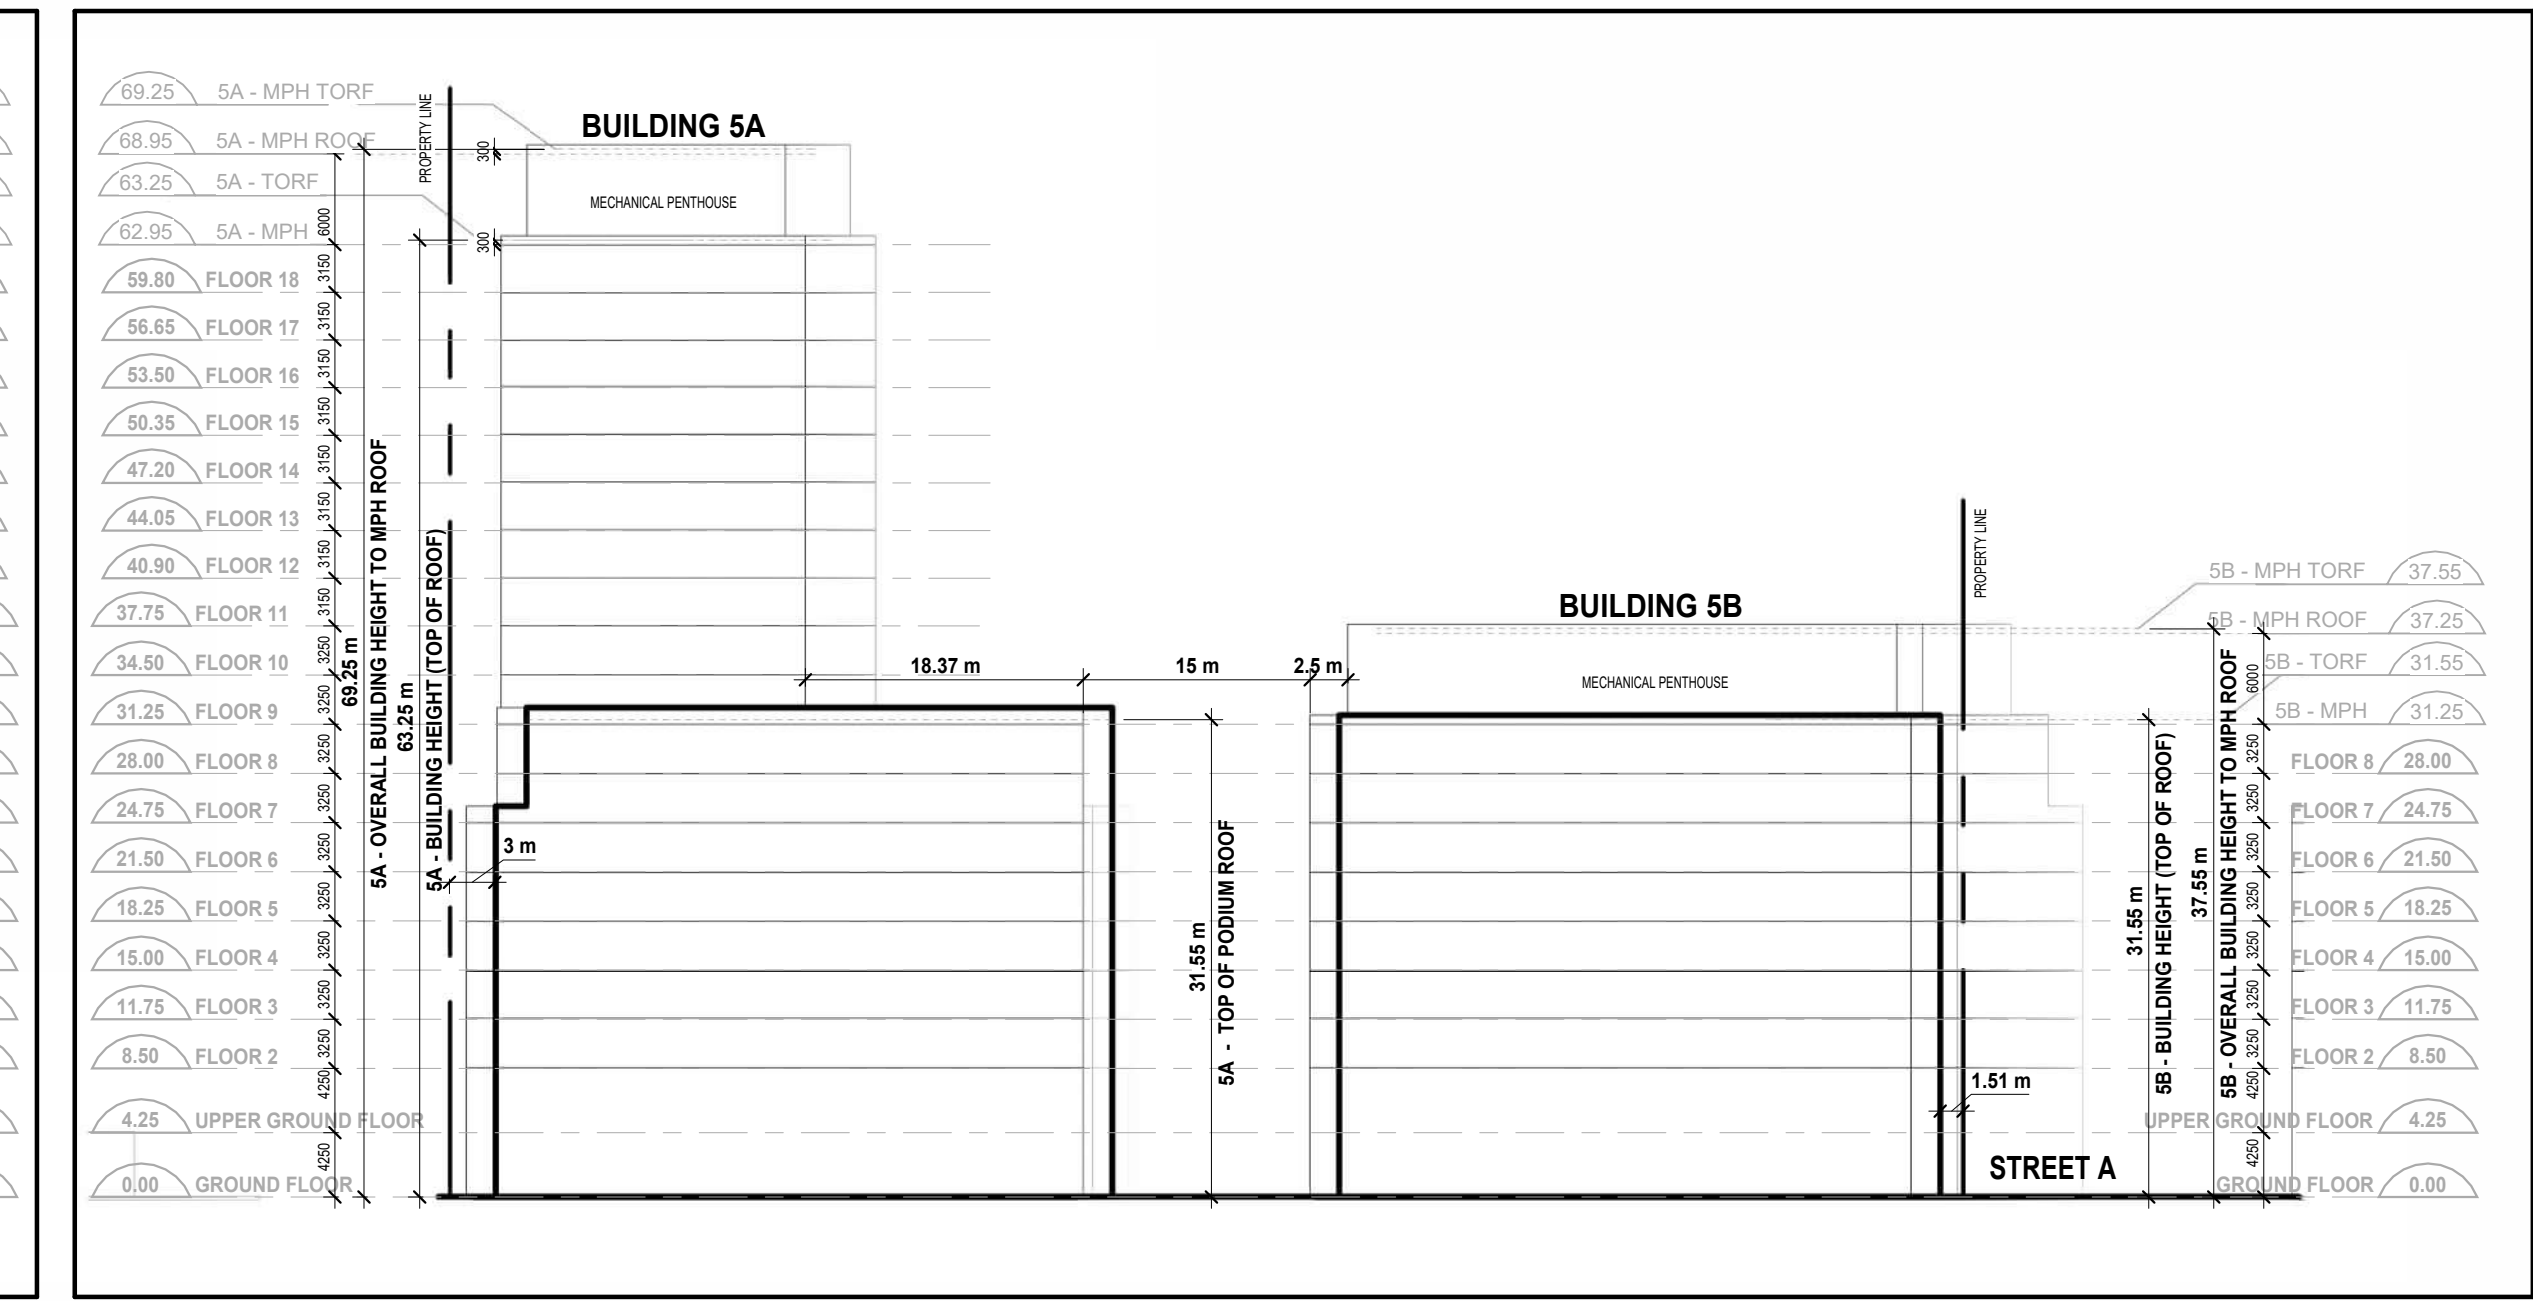 69.25 5A - MPH TORF
68.95 5A - MPH ROOF
63.25 5A - TORF
62.95 5A - MPH
59.80 FLOOR 18
56.65 FLOOR 17
53.50 FLOOR 16
50.35 FLOOR 15
47.20 FLOOR 14
44.05 FLOOR 13
40.90 FLOOR 12
37.75 FLOOR 11
34.50 FLOOR 10
31.25 FLOOR 9
28.00 FLOOR 8
24.75 FLOOR 7
21.50 FLOOR 6
18.25 FLOOR 5
15.00 FLOOR 4
11.75 FLOOR 3
8.50 FLOOR 2
4.25 UPPER GROUND FLOOR
0.00 GROUND FLOOR
6000
3150
3150
3150
3150
3150
3150
3150
3150
3250
3250
3250
3250
3250
3250
3250
3250
3250
4250
4250
69.25 m
5A - OVERALL BUILDING HEIGHT TO MPH ROOF
63.25 m
5A - BUILDING HEIGHT (TOP OF ROOF)
PROPERTY LINE
300
300
BUILDING 5A
MECHANICAL PENTHOUSE
3 m
18.37 m
15 m
2.5 m
31.55 m
5A - TOP OF PODIUM ROOF
BUILDING 5B
MECHANICAL PENTHOUSE
PROPERTY LINE
1.51 m
STREET A
31.55 m
5B - BUILDING HEIGHT (TOP OF ROOF)
37.55 m
5B - OVERALL BUILDING HEIGHT TO MPH ROOF
6000
3250
3250
3250
3250
3250
3250
3250
4250
4250
5B - MPH TORF 37.55
5B - MPH ROOF 37.25
5B - TORF 31.55
5B - MPH 31.25
FLOOR 8 28.00
FLOOR 7 24.75
FLOOR 6 21.50
FLOOR 5 18.25
FLOOR 4 15.00
FLOOR 3 11.75
FLOOR 2 8.50
UPPER GROUND FLOOR 4.25
GROUND FLOOR 0.00